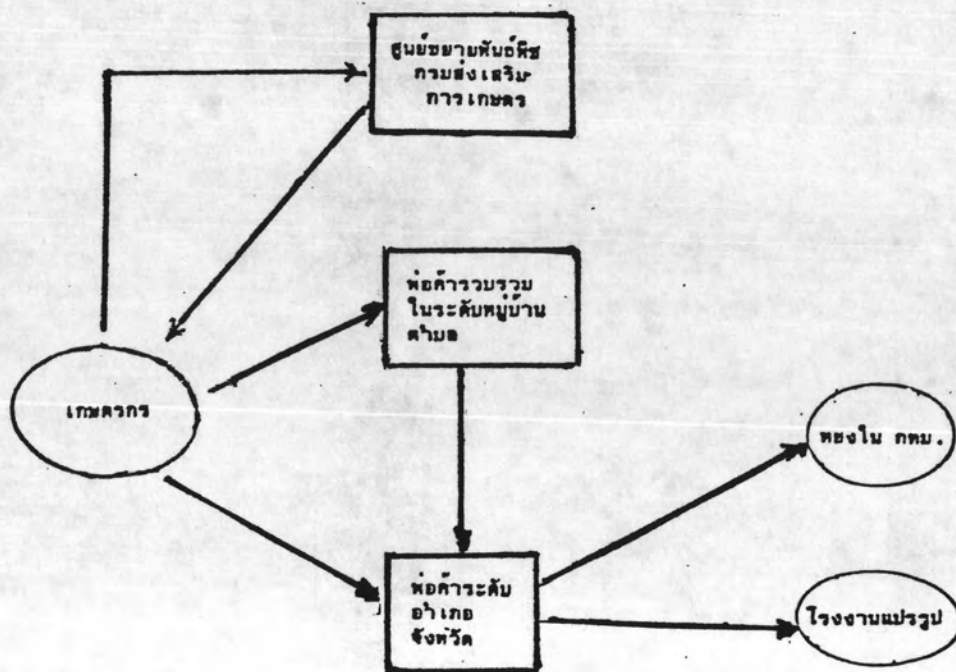 ศูนย์ขยายพันธ์พืช
กรมส่งเสริม
การเกษตร
พ่อค้ารวบรวม
ในระดับหมู่บ้าน
ตำบล
เกษตรกร
หยงใน กทม.
พ่อค้าระดับ
อำเภอ
จังหวัด
โรงงานแปรรูป